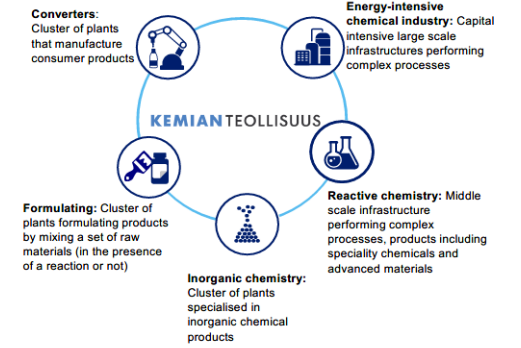 Converters:
Cluster of plants
that manufacture
consumer products
Energy-intensive
chemical industry: Capital
intensive large scale
infrastructures performing
complex processes
KEMIANTEOLLISUUS
Formulating: Cluster of
plants formulating products
by mixing a set of raw
materials (in the presence
of a reaction or not)
Reactive chemistry: Middle
scale infrastructure
performing complex
processes, products including
speciality chemicals and
advanced materials
Inorganic chemistry:
Cluster of plants
specialised in
inorganic chemical
products